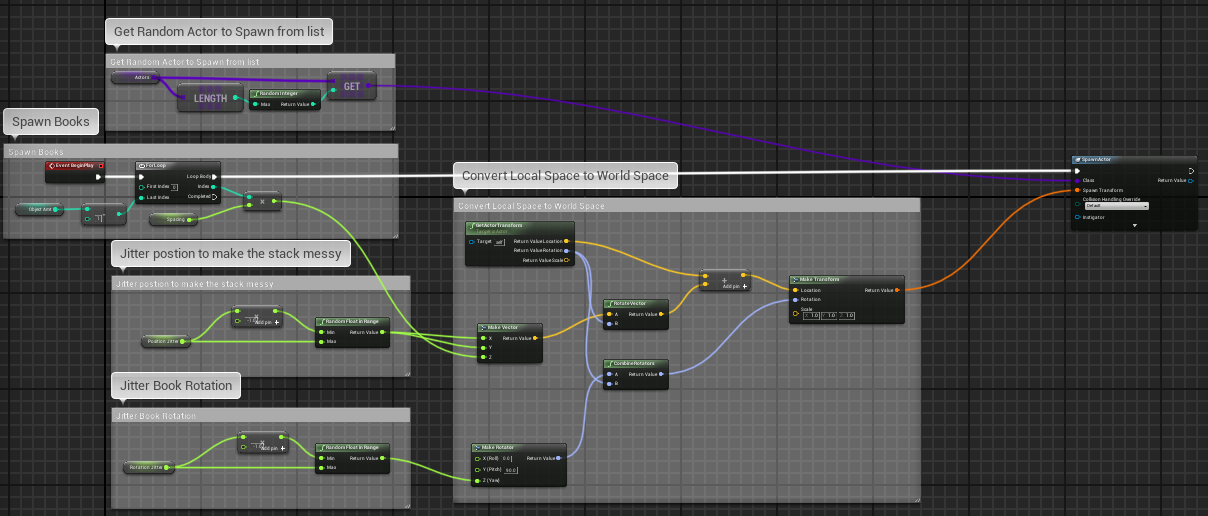 Get Random Actor to Spawn from list
Get Random Actor to Spawn from list
Actors
LENGTH
Random Integer
Max
Return Value
GET
Spawn Books
Spawn Books
Event BeginPlay
ForLoop
First Index
0
Last Index
Loop Body
Index
Completed
Object Amt
Spacing
×
Jitter postion to make the stack messy
Jitter postion to make the stack messy
Position Jitter
Add pin +
Random Float in Range
Min
Max
Return Value
Jitter Book Rotation
Jitter Book Rotation
Rotation Jitter
Add pin +
Random Float in Range
Min
Max
Return Value
Convert Local Space to World Space
Convert Local Space to World Space
GetActorTransform
Target is Actor
Target
self
Return Value Location
Return Value Rotation
Return Value Scale
Make Vector
X
Y
Z
Return Value
RotateVector
A
B
Return Value
CombineRotators
A
B
Return Value
Make Rotator
X (Roll) 0.0
Y (Pitch) 90.0
Z (Yaw)
Return Value
+
Add pin +
Make Transform
Location
Rotation
Scale
X 1.0 Y 1.0 Z 1.0
Return Value
SpawnActor
Class
Spawn Transform
Collision Handling Override
Default
Instigator
Return Value